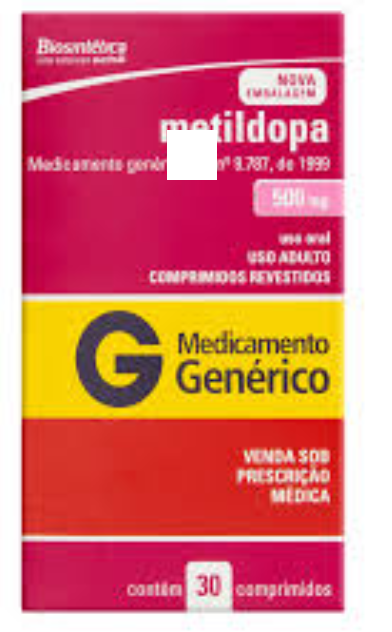 Biosintética
NOVA
EMBALAGEM
metildopa
Medicamento nº 9.787, de 1999
500 mg
uso oral
USO ADULTO
COMPRIMIDOS REVESTIDOS
G Medicamento
Genérico
VENDA SOB
PRESCRIÇÃO
MÉDICA
contém 30 comprimidos